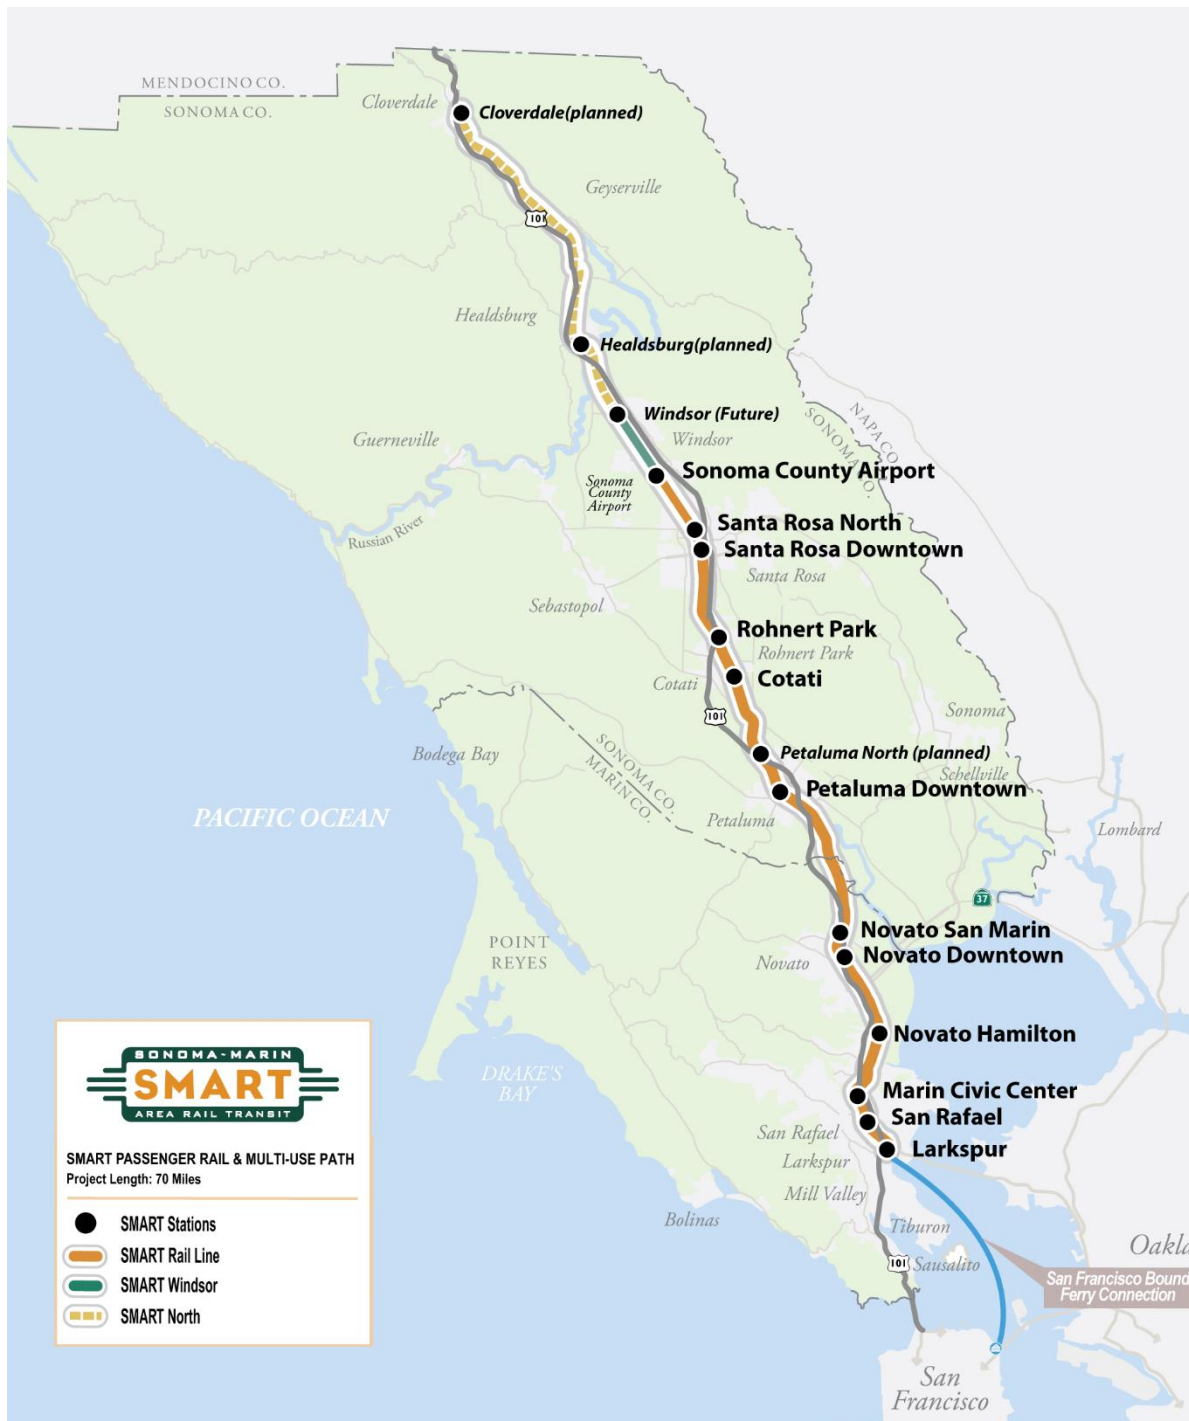 MENDOCINO CO.
SONOMA CO.
Cloverdale
Cloverdale(planned)
Geyserville
101
Healdsburg
Healdsburg(planned)
Windsor (Future)
NAPA CO.
SONOMA CO.
Guerneville
Windsor
Sonoma
County
Airport
Sonoma County Airport
Russian River
Santa Rosa North
Santa Rosa Downtown
Santa Rosa
Sebastopol
Rohnert Park
Rohnert Park
Cotati
Cotati
101
Sonoma
Bodega Bay
SONOMA CO.
MARIN CO.
Petaluma North (planned)
Schellville
Petaluma Downtown
PACIFIC OCEAN
Petaluma
Lombard
37
POINT
REYES
Novato San Marin
Novato Downtown
Novato
Novato Hamilton
DRAKE'S
BAY
Marin Civic Center
San Rafael
San Rafael
Larkspur
Larkspur
Mill Valley
Bolinas
Tiburon
101
Sausalito
Oakla
San Francisco Bound
Ferry Connection
San
Francisco
SONOMA-MARIN
SMART
AREA RAIL TRANSIT
SMART PASSENGER RAIL & MULTI-USE PATH
Project Length: 70 Miles
SMART Stations
SMART Rail Line
SMART Windsor
SMART North